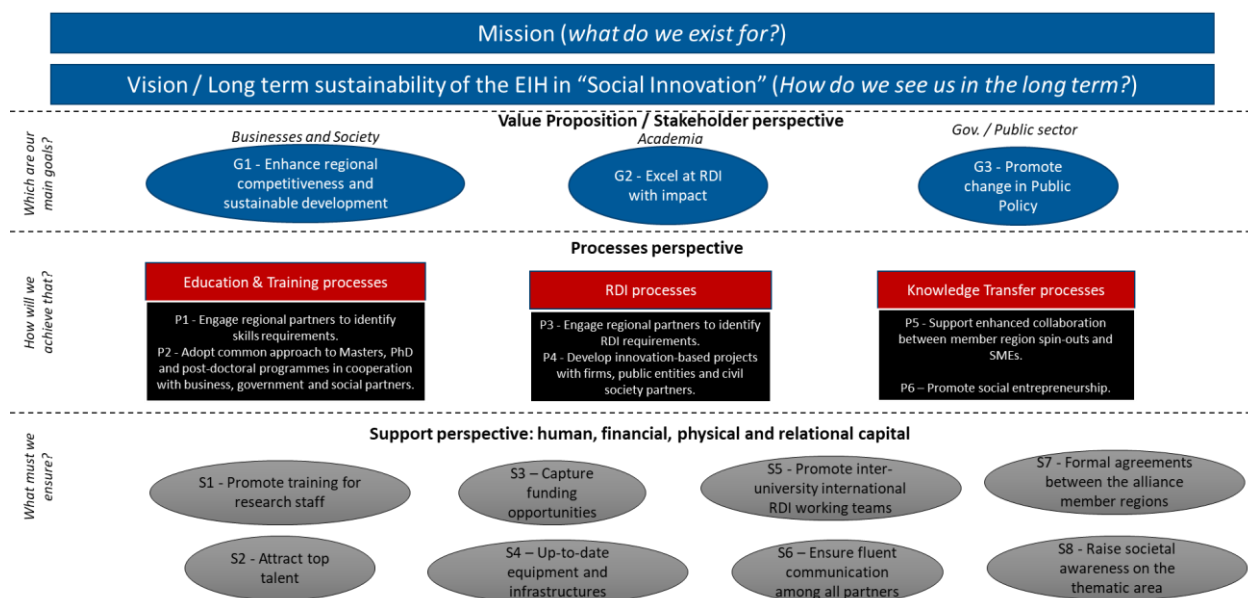 Mission (what do we exist for?)
Vision / Long term sustainability of the EIH in “Social Innovation” (How do we see us in the long term?)
Value Proposition / Stakeholder perspective
Which are our
main goals?
Businesses and Society
Academia
Gov. / Public sector
G1 - Enhance regional
competitiveness and
sustainable development
G2 - Excel at RDI
with impact
G3 - Promote
change in Public
Policy
Processes perspective
How will we
achieve that?
Education & Training processes
P1 - Engage regional partners to identify
skills requirements.
P2 - Adopt common approach to Masters, PhD
and post-doctoral programmes in cooperation
with business, government and social partners.
RDI processes
P3 - Engage regional partners to identify
RDI requirements.
P4 - Develop innovation-based projects
with firms, public entities and civil
society partners.
Knowledge Transfer processes
P5 - Support enhanced collaboration
between member region spin-outs and
SMEs.
P6 – Promote social entrepreneurship.
Support perspective: human, financial, physical and relational capital
What must we
ensure?
S1 - Promote training for
research staff
S3 – Capture
funding
opportunities
S5 - Promote inter-
university international
RDI working teams
S7 – Formal agreements
between the alliance
member regions
S2 - Attract top
talent
S4 – Up-to-date
equipment and
infrastructures
S6 – Ensure fluent
communication
among all partners
S8 - Raise societal
awareness on the
thematic area